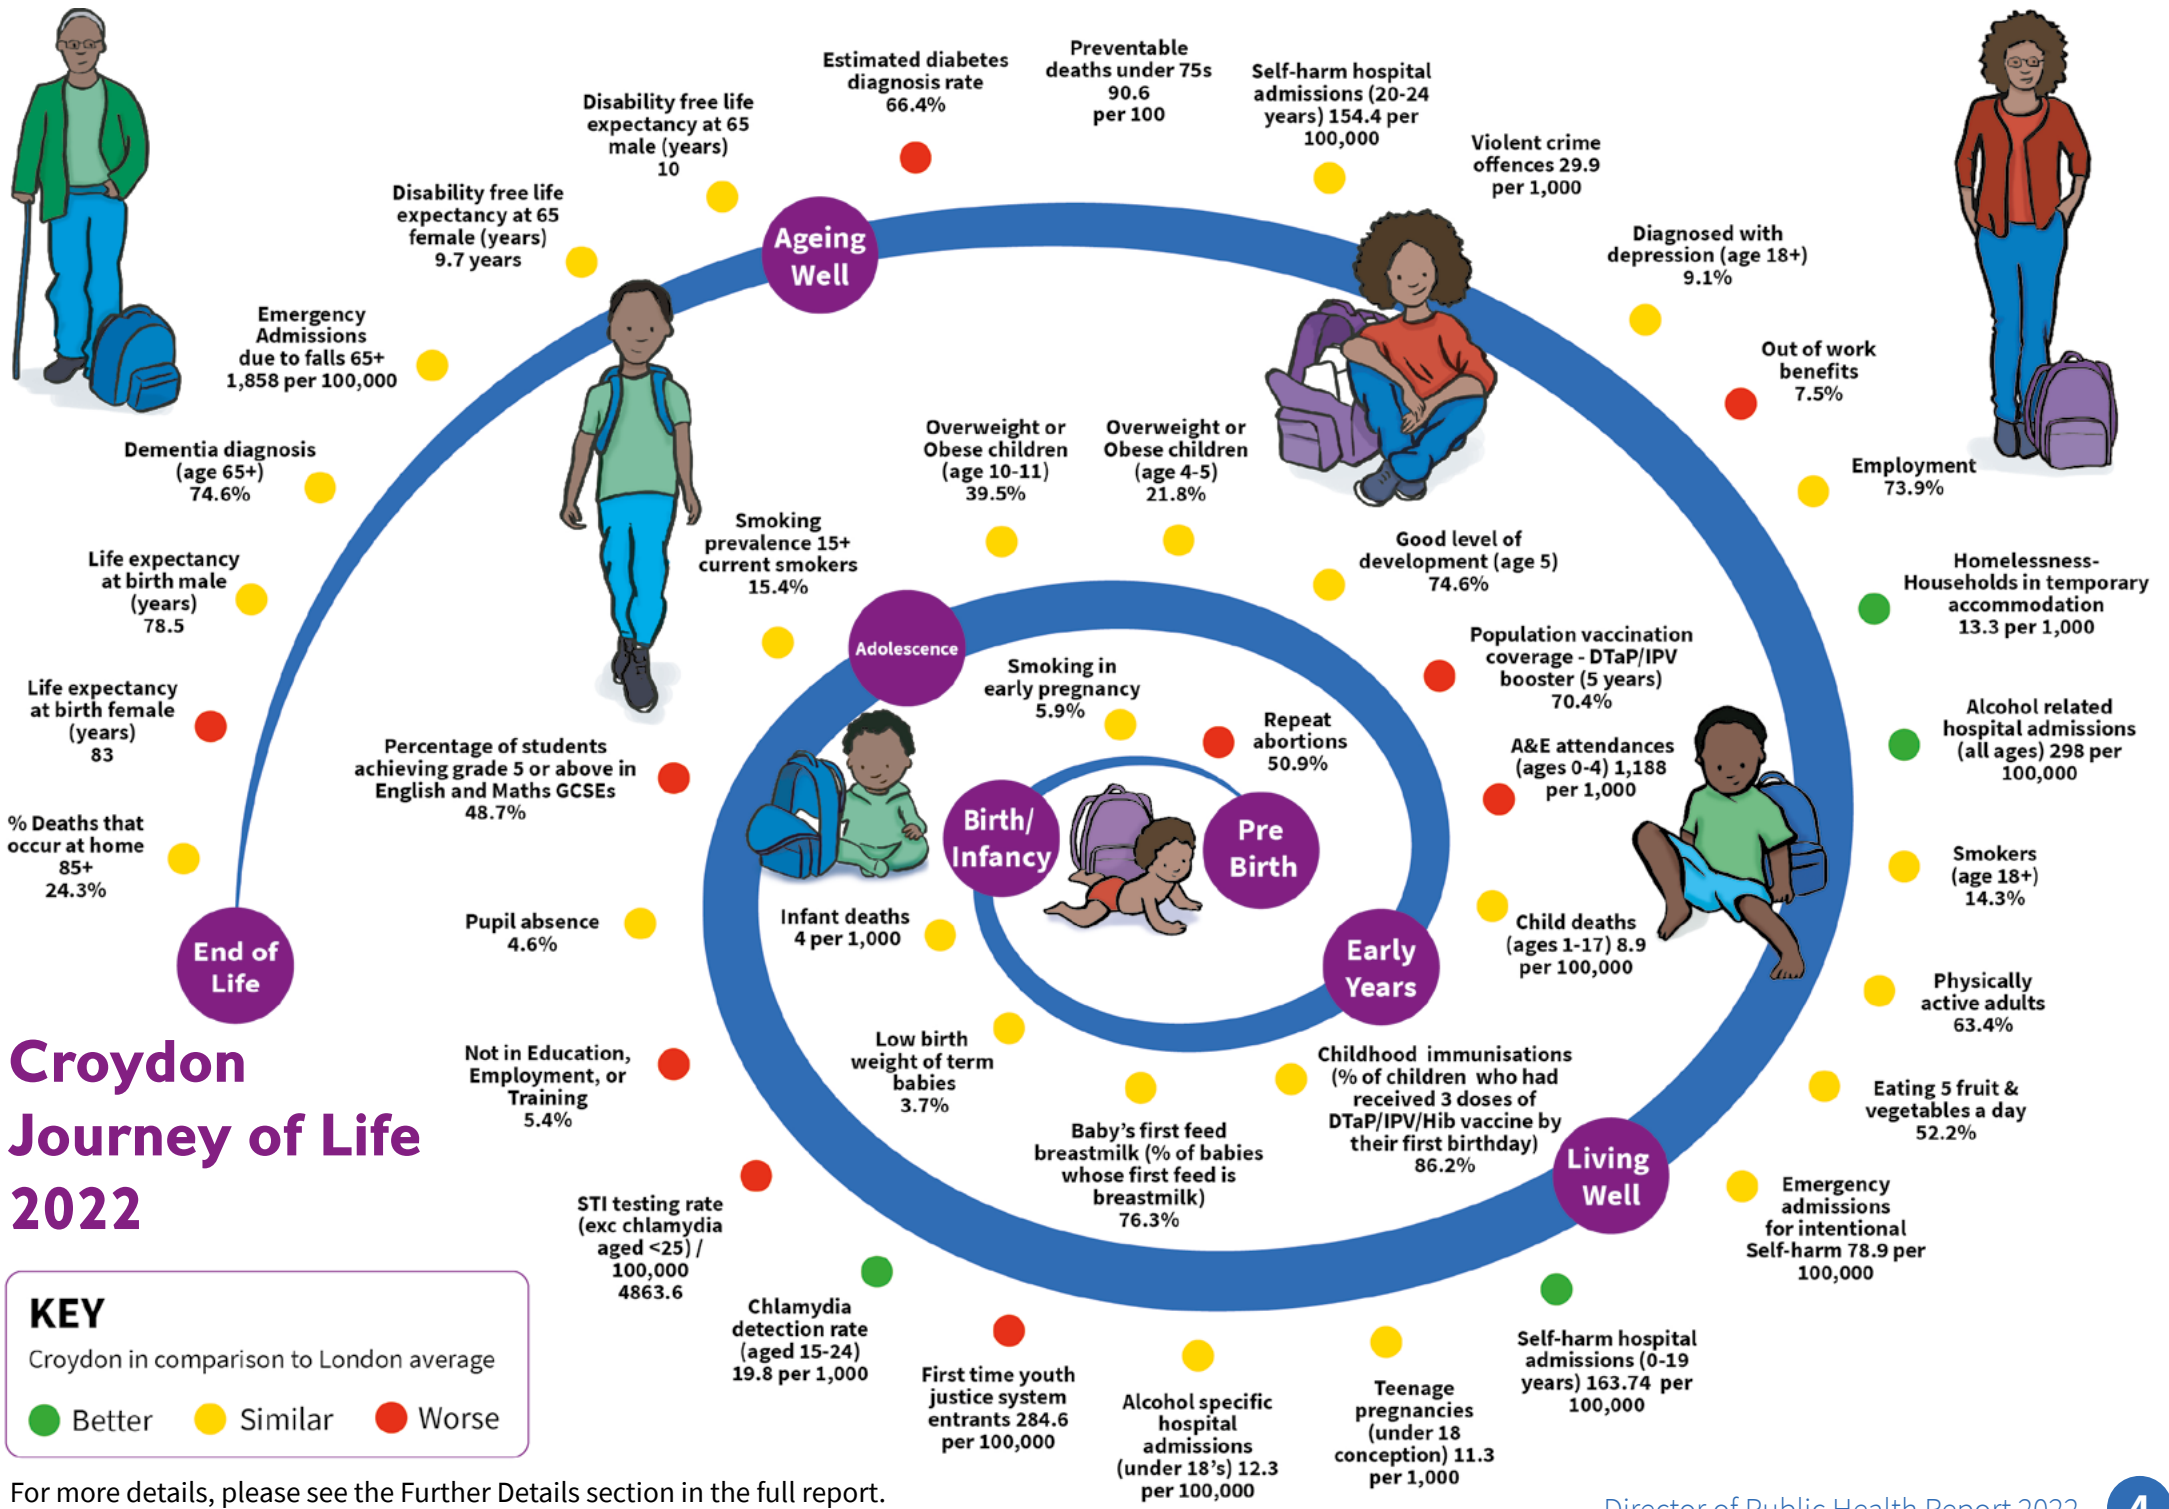 Estimated diabetes
diagnosis rate
66.4%
Preventable
deaths under 75s
90.6
per 100
Self-harm hospital
admissions (20-24
years) 154.4 per
100,000
Violent crime
offences 29.9
per 1,000
Disability free life
expectancy at 65
male (years)
10
Disability free life
expectancy at 65
female (years)
9.7 years
Ageing
Well
Diagnosed with
depression (age 18+)
9.1%
Emergency
Admissions
due to falls 65+
1,858 per 100,000
Out of work
benefits
7.5%
Dementia diagnosis
(age 65+)
74.6%
Overweight or
Obese children
(age 10-11)
39.5%
Overweight or
Obese children
(age 4-5)
21.8%
Employment
73.9%
Life expectancy
at birth male
(years)
78.5
Smoking
prevalence 15+
current smokers
15.4%
Good level of
development (age 5)
74.6%
Homelessness-
Households in temporary
accommodation
13.3 per 1,000
Adolescence
Smoking in
early pregnancy
5.9%
Population vaccination
coverage - DTaP/IPV
booster (5 years)
70.4%
Life expectancy
at birth female
(years)
83
Percentage of students
achieving grade 5 or above in
English and Maths GCSEs
48.7%
Repeat
abortions
50.9%
A&E attendances
(ages 0-4) 1,188
per 1,000
Alcohol related
hospital admissions
(all ages) 298 per
100,000
% Deaths that
occur at home
85+
24.3%
Birth/
Infancy
Pre
Birth
Smokers
(age 18+)
14.3%
Pupil absence
4.6%
Infant deaths
4 per 1,000
Early
Years
Child deaths
(ages 1-17) 8.9
per 100,000
End of
Life
Physically
active adults
63.4%
Croydon
Journey of Life
2022
Not in Education,
Employment, or
Training
5.4%
Low birth
weight of term
babies
3.7%
Baby's first feed
breastmilk (% of babies
whose first feed is
breastmilk)
76.3%
Childhood immunisations
(% of children who had
received 3 doses of
DTaP/IPV/Hib vaccine by
their first birthday)
86.2%
Living
Well
Eating 5 fruit &
vegetables a day
52.2%
Emergency
admissions
for intentional
Self-harm 78.9 per
100,000
STI testing rate
(exc chlamydia
aged <25) /
100,000
4863.6
Chlamydia
detection rate
(aged 15-24)
19.8 per 1,000
First time youth
justice system
entrants 284.6
per 100,000
Alcohol specific
hospital
admissions
(under 18's) 12.3
per 100,000
Teenage
pregnancies
(under 18
conception) 11.3
per 1,000
Self-harm hospital
admissions (0-19
years) 163.74 per
100,000
KEY
Croydon in comparison to London average
Better
Similar
Worse
For more details, please see the Further Details section in the full report.
Director of Public Health Report 2022
4